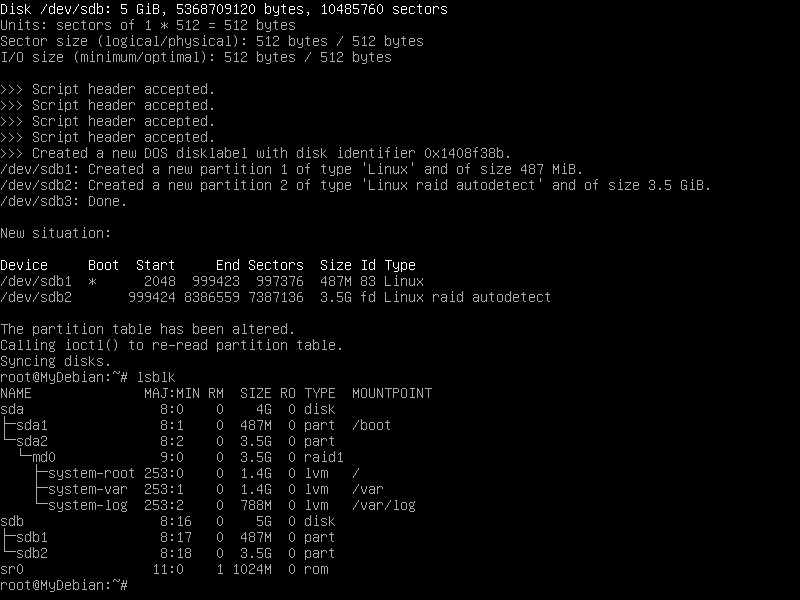 Disk /dev/sdb: 5 GiB, 5368709120 bytes, 10485760 sectors
Units: sectors of 1 * 512 = 512 bytes
Sector size (logical/physical): 512 bytes / 512 bytes
I/O size (minimum/optimal): 512 bytes / 512 bytes

>>> Script header accepted.
>>> Script header accepted.
>>> Script header accepted.
>>> Script header accepted.
>>> Created a new DOS disklabel with disk identifier 0x1408f38b.
/dev/sdb1: Created a new partition 1 of type 'Linux' and of size 487 MiB.
/dev/sdb2: Created a new partition 2 of type 'Linux raid autodetect' and of size 3.5 GiB.
/dev/sdb3: Done.

New situation:

Device     Boot  Start     End Sectors  Size Id Type
/dev/sdb1  *      2048  999423  997376  487M 83 Linux
/dev/sdb2       999424 8386559 7387136  3.5G fd Linux raid autodetect

The partition table has been altered.
Calling ioctl() to re-read partition table.
Syncing disks.
root@MyDebian:~# lsblk
NAME              MAJ:MIN RM  SIZE RO TYPE  MOUNTPOINT
sda                 8:0    0    4G  0 disk
├─sda1              8:1    0  487M  0 part  /boot
└─sda2              8:2    0  3.5G  0 part
  └─md0             9:0    0  3.5G  0 raid1
    ├─system-root 253:0    0  1.4G  0 lvm   /
    ├─system-var  253:1    0  1.4G  0 lvm   /var
    └─system-log  253:2    0  788M  0 lvm   /var/log
sdb                 8:16   0    5G  0 disk
├─sdb1              8:17   0  487M  0 part
└─sdb2              8:18   0  3.5G  0 part
sr0                11:0    1 1024M  0 rom
root@MyDebian:~#